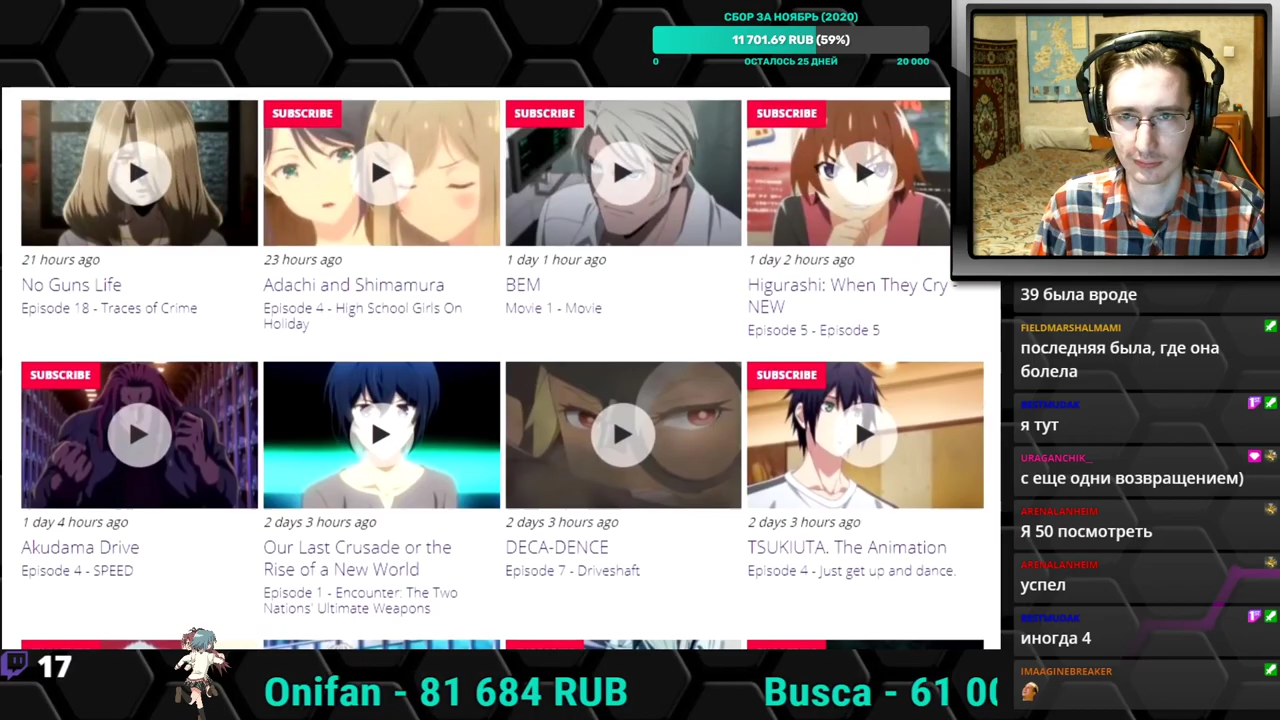 СБОР ЗА НОЯБРЬ (2020)
11 701.69 RUB (59%)
0 ОСТАЛОСЬ 25 ДНЕЙ 20 000
SUBSCRIBE
SUBSCRIBE
SUBSCRIBE
21 hours ago
No Guns Life
Episode 18 - Traces of Crime
23 hours ago
Adachi and Shimamura
Episode 4 - High School Girls On
Holiday
1 day 1 hour ago
BEM
Movie 1 - Movie
1 day 2 hours ago
Higurashi: When They Cry -
NEW
Episode 5 - Episode 5
SUBSCRIBE
SUBSCRIBE
1 day 4 hours ago
Akudama Drive
Episode 4 - SPEED
2 days 3 hours ago
Our Last Crusade or the
Rise of a New World
Episode 1 - Encounter: The Two
Nations' Ultimate Weapons
2 days 3 hours ago
DECA-DENCE
Episode 7 - Driveshaft
2 days 3 hours ago
TSUKIUTA. The Animation
Episode 4 - Just get up and dance.
39 была вроде
FIELDMARSHALMAMI
последняя была, где она
болела
BESTMUDAK
я тут
URAGANCHIK_
с еще одни возвращением)
ARENALANHEIM
Я 50 посмотреть
ARENALANHEIM
успел
BESTMUDAK
иногда 4
IMAAGINEBREAKER
17
Onifan - 81 684 RUB
Busca - 61 00